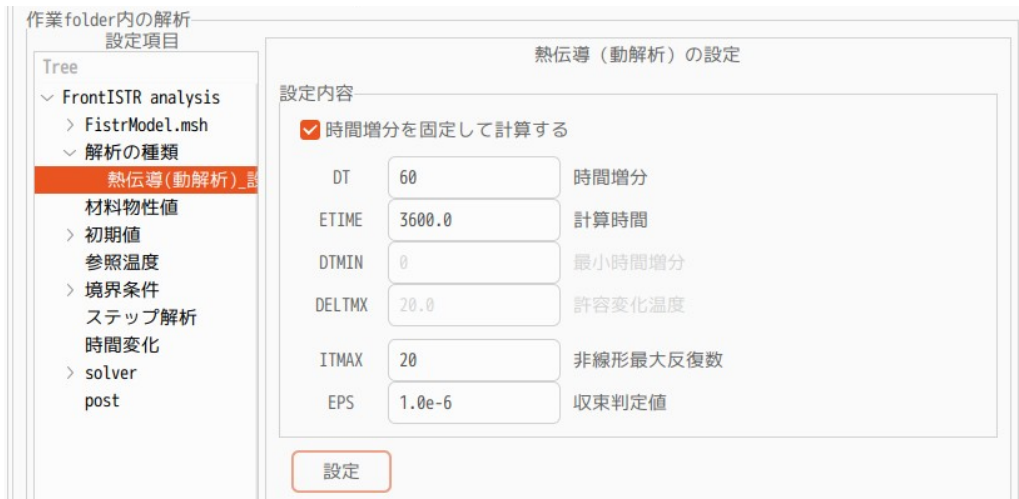 作業folder内の解析
設定項目
Tree
FrontISTR analysis
FistrModel.msh
解析の種類
熱伝導(動解析)_設
材料物性値
初期値
参照温度
境界条件
ステップ解析
時間変化
solver
post
熱伝導（動解析）の設定
設定内容
時間増分を固定して計算する
DT 60 時間増分
ETIME 3600.0 計算時間
DTMIN 0 最小時間増分
DELTMX 20.0 許容変化温度
ITMAX 20 非線形最大反復数
EPS 1.0e-6 収束判定値
設定